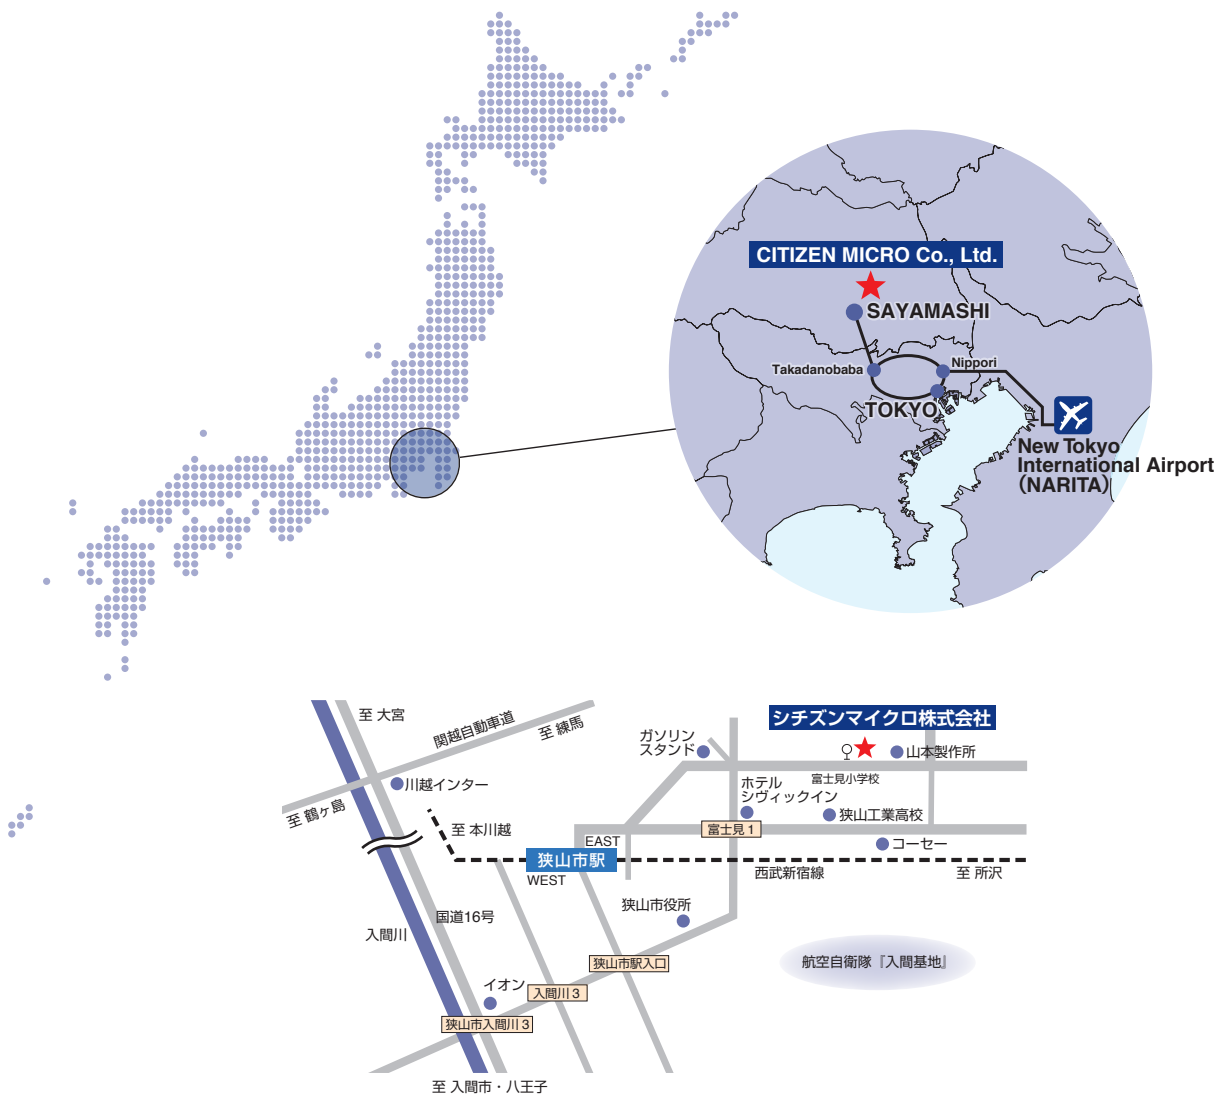 CITIZEN MICRO Co., Ltd.
SAYAMASHI
Takadanobaba
Nippori
TOKYO
New Tokyo
International Airport
(NARITA)
至 大宮
関越自動車道
至 練馬
ガソリン
スタンド
シチズンマイクロ株式会社
山本製作所
川越インター
富士見小学校
ホテル
シヴィックイン
至 鶴ヶ島
狭山工業高校
至 本川越
富士見 1
EAST
コーセー
狭山市駅
WEST
西武新宿線
至 所沢
狭山市役所
国道16号
入間川
狭山市駅入口
航空自衛隊『入間基地』
イオン
入間川 3
狭山市入間川 3
至 入間市・八王子